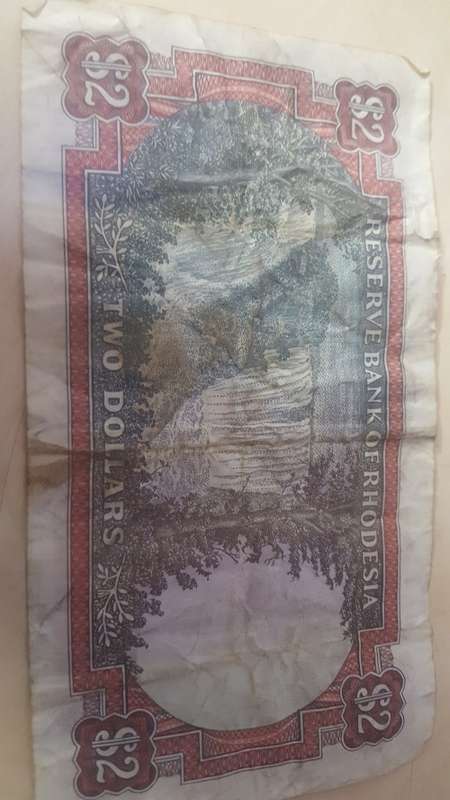 $2 $2
RESERVE BANK OF RHODESIA
TWO DOLLARS
$2 $2